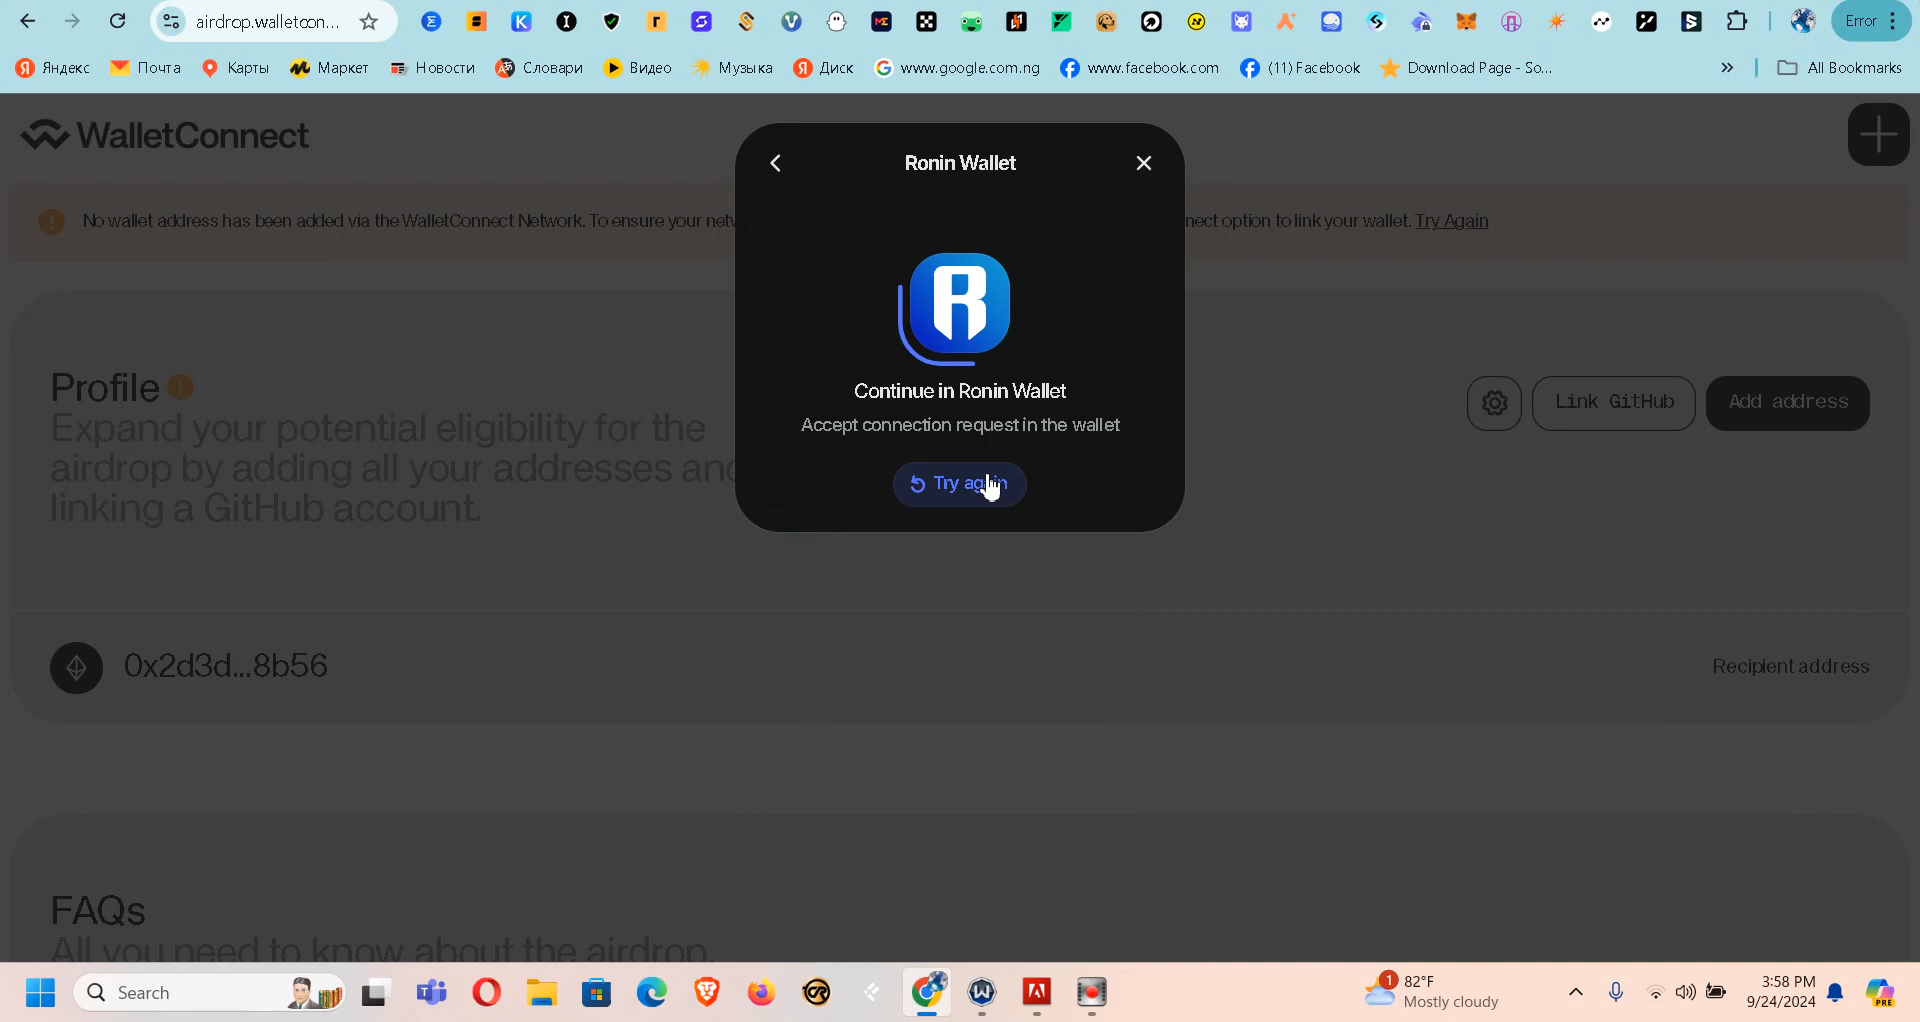 airdrop.walletcon...
Error
Яндекс Почта Карты Маркет Новости Словари Видео Музыка Диск www.google.com.ng www.facebook.com (11) Facebook Download Page - So... » All Bookmarks
WalletConnect
Ronin Wallet
No wallet address has been added via the WalletConnect Network. To ensure your
option to link your wallet. Try Again
Continue in Ronin Wallet
Accept connection request in the wallet
Try again
Profile
Expand your potential eligibility for the
airdrop by adding all your addresses and
linking a GitHub account.
Link GitHub
Add address
0x2d3d...8b56
Recipient address
FAQs
All you need to know about the airdrop.
Search
1
82°F
Mostly cloudy
3:58 PM
9/24/2024
PRE